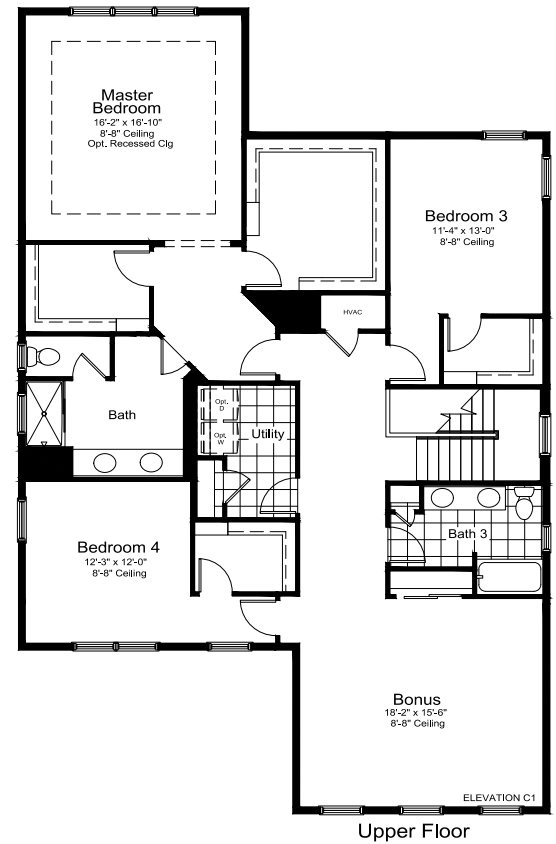 Master
Bedroom
16'-2" x 16'-10"
8'-8" Ceiling
Opt. Recessed Clg
Bedroom 3
11'-4" x 13'-0"
8'-8" Ceiling
HVAC
Bath
Opt.
D
Opt.
W
Utility
Bedroom 4
12'-3" x 12'-0"
8'-8" Ceiling
Bath 3
Bonus
18'-2" x 15'-6"
8'-8" Ceiling
ELEVATION C1
Upper Floor